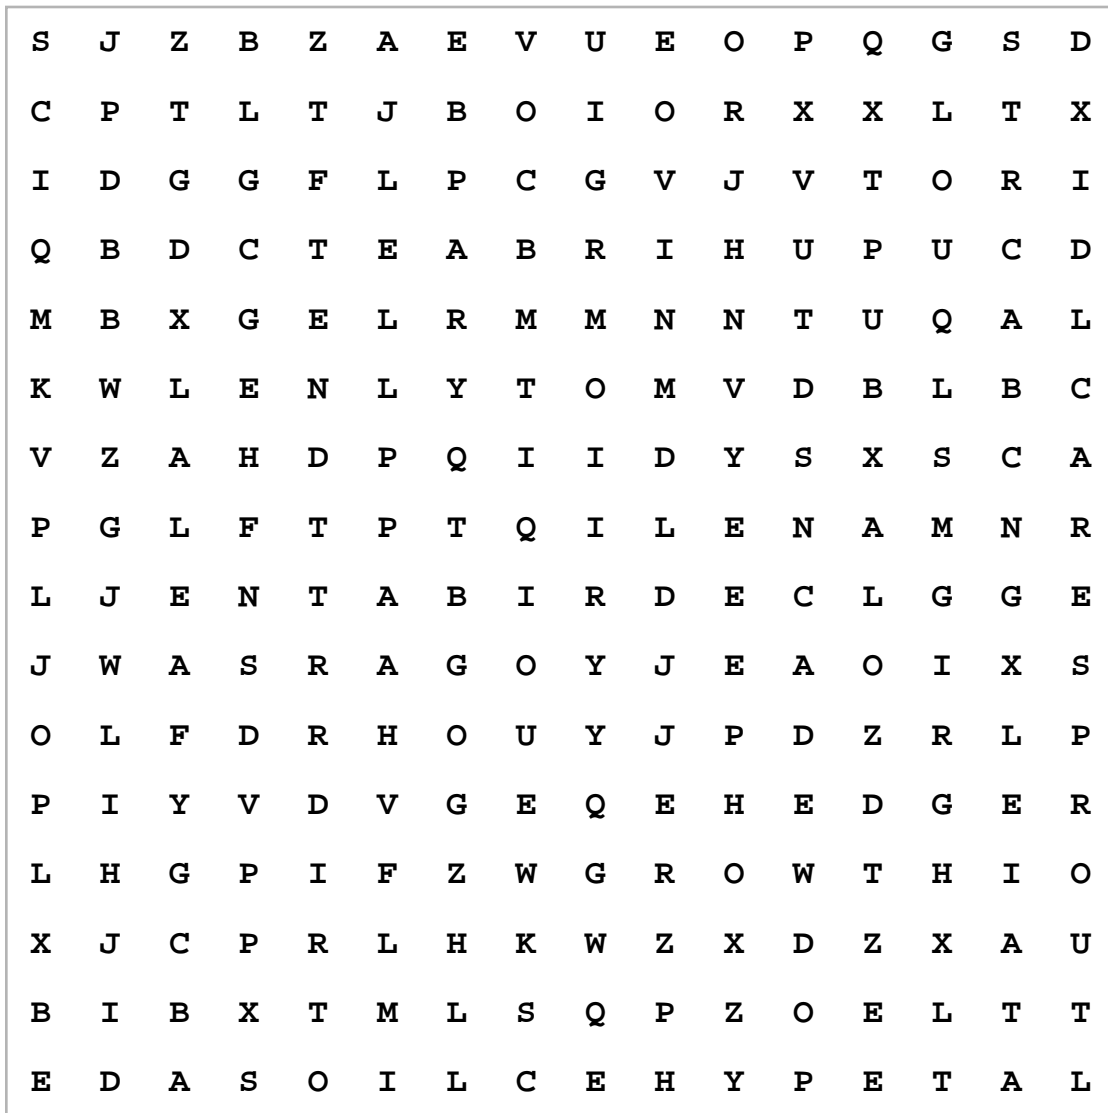 S J Z B Z A E V U E O P Q G S D
C P T L T J B O I O R X X L T X
I D G G F L P C G V J V T O R I
Q B D C T E A B R I H U P U C D
M B X G E L R M M N N T U Q A L
K W L E N L Y T O M V D B L B C
V Z A H D P Q I I D Y S X S C A
P G L F T P T Q I L E N A M N R
L J E N T A B I R D E C L G G E
J W A S R A G O Y J E A O I X S
O L F D R H O U Y J P D Z R L P
P I Y V D V G E Q E H E D G E R
L H G P I F Z W G R O W T H I O
X J C P R L H K W Z X D Z X A U
B I B X T M L S Q P Z O E L T T
E D A S O I L C E H Y P E T A L